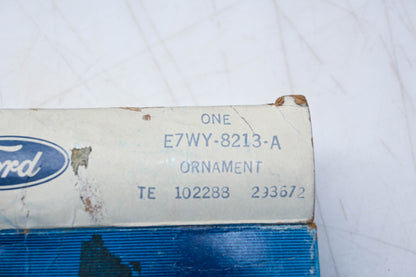 ONE
E7WY-8213-A
ORNAMENT
TE 102288 293672
Ford